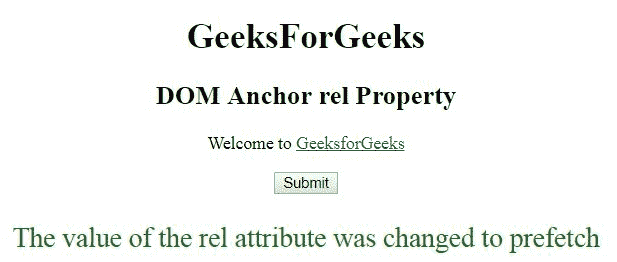 GeeksForGeeks
DOM Anchor rel Property
Welcome to GeeksforGeeks
Submit
The value of the rel attribute was changed to prefetch